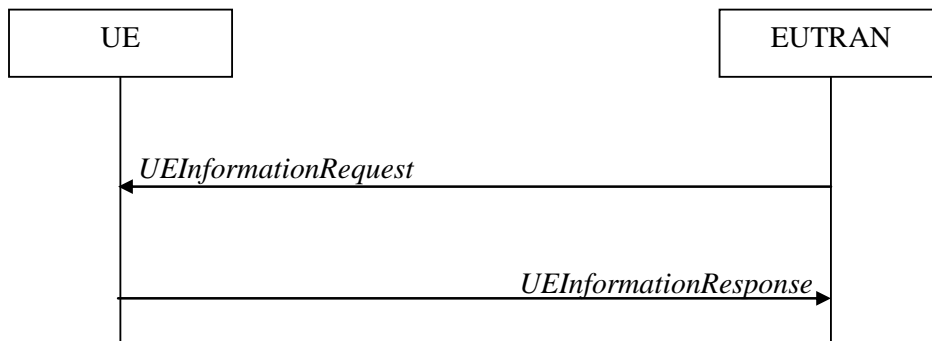 UE
EUTRAN
UEInformationRequest
UEInformationResponse